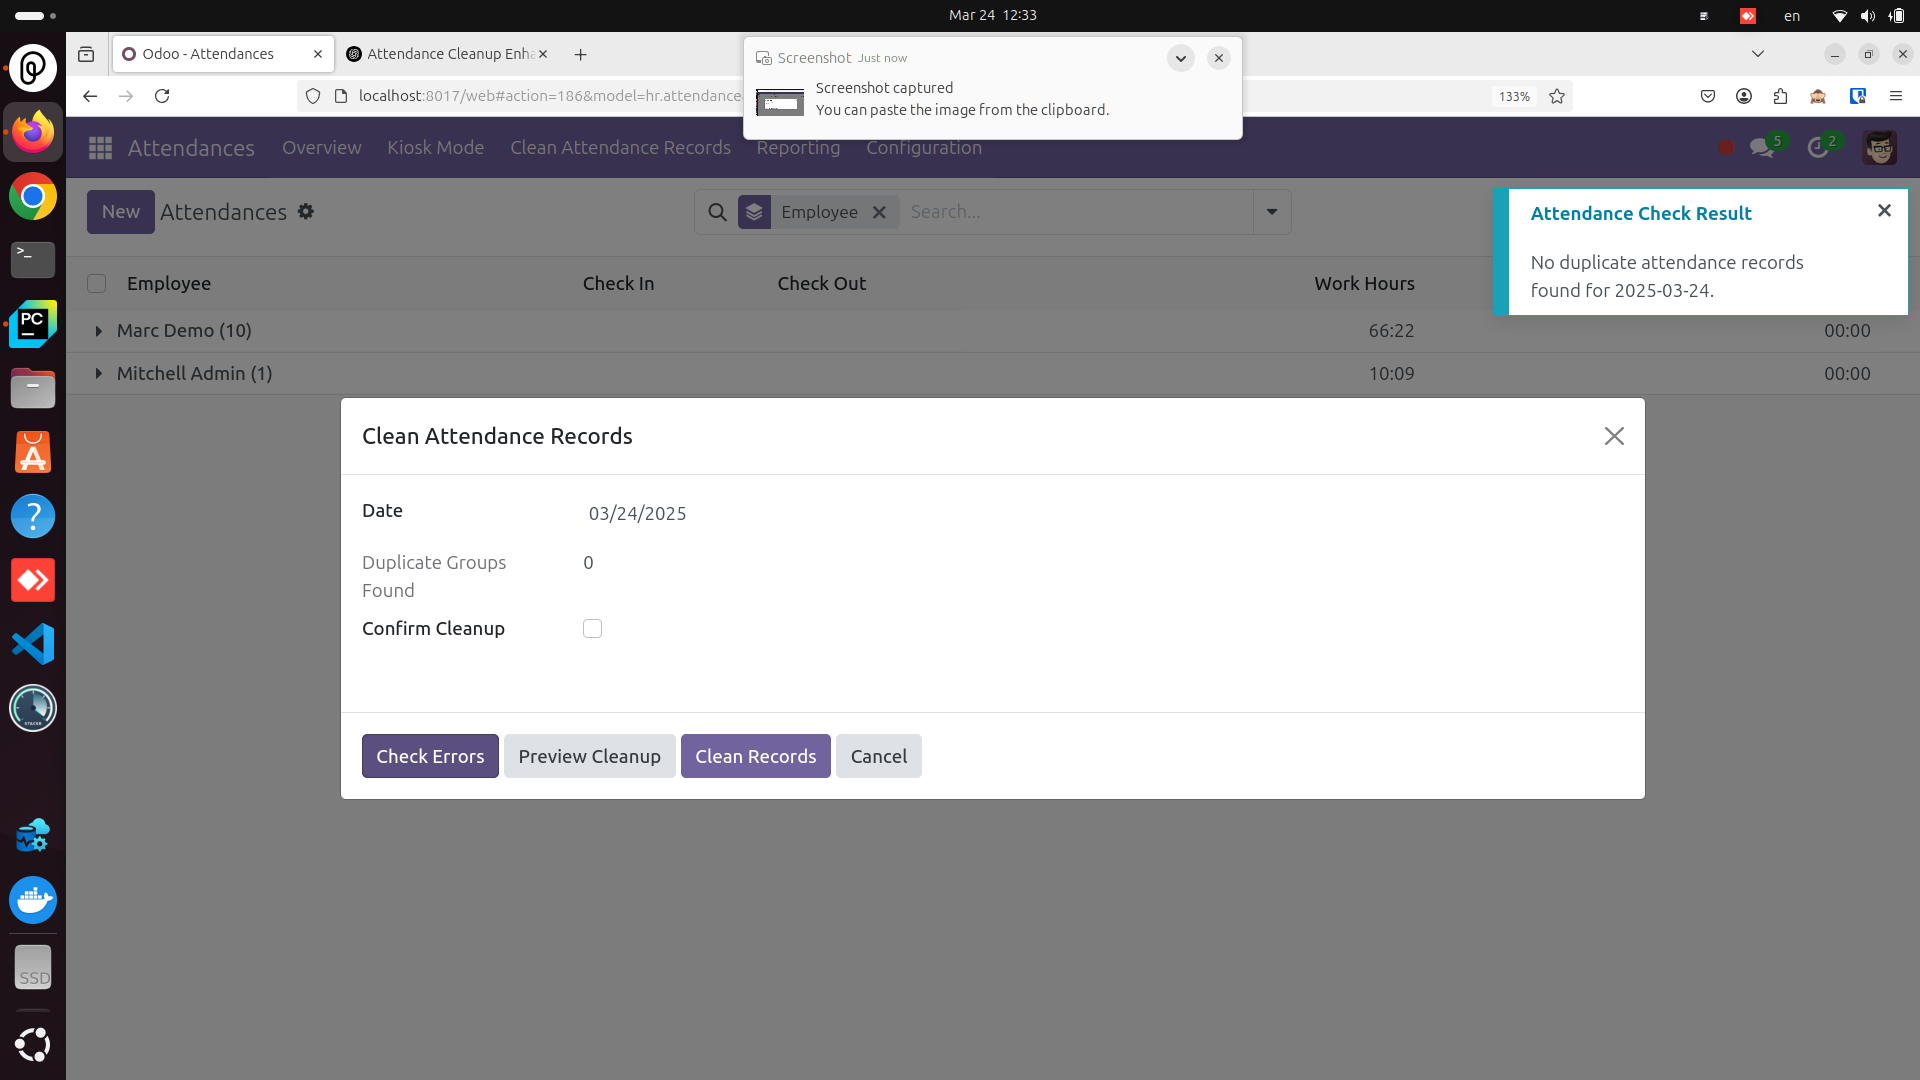 Mar 24 12:33
en
Odoo - Attendances
Attendance Cleanup Enha
localhost:8017/web#action=186&model=hr.attendance
133%
Screenshot Just now
Screenshot captured
You can paste the image from the clipboard.
Attendances Overview Kiosk Mode Clean Attendance Records Reporting Configuration
5
2
New Attendances
Employee
Search...
Attendance Check Result
No duplicate attendance records
found for 2025-03-24.
Employee Check In Check Out Work Hours
Marc Demo (10) 66:22 00:00
Mitchell Admin (1) 10:09 00:00
Clean Attendance Records
Date 03/24/2025
Duplicate Groups
Found
0
Confirm Cleanup
Check Errors Preview Cleanup Clean Records Cancel
>_
PC
SSD